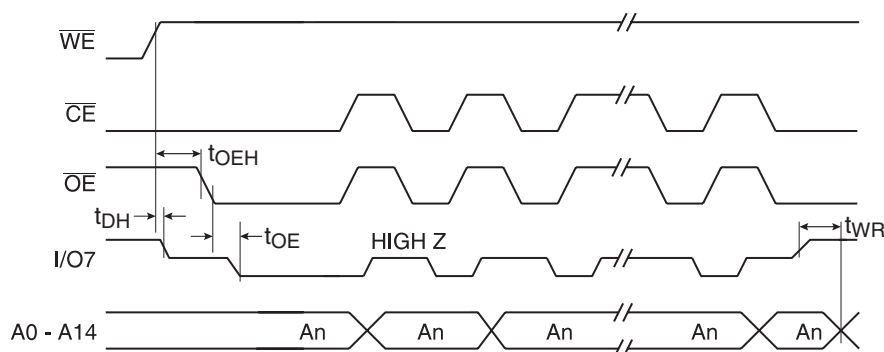 WE
CE
tOEH
OE
tDH
tOE
HIGH Z
tWR
I/O7
A0 - A14
An
An
An
An
An